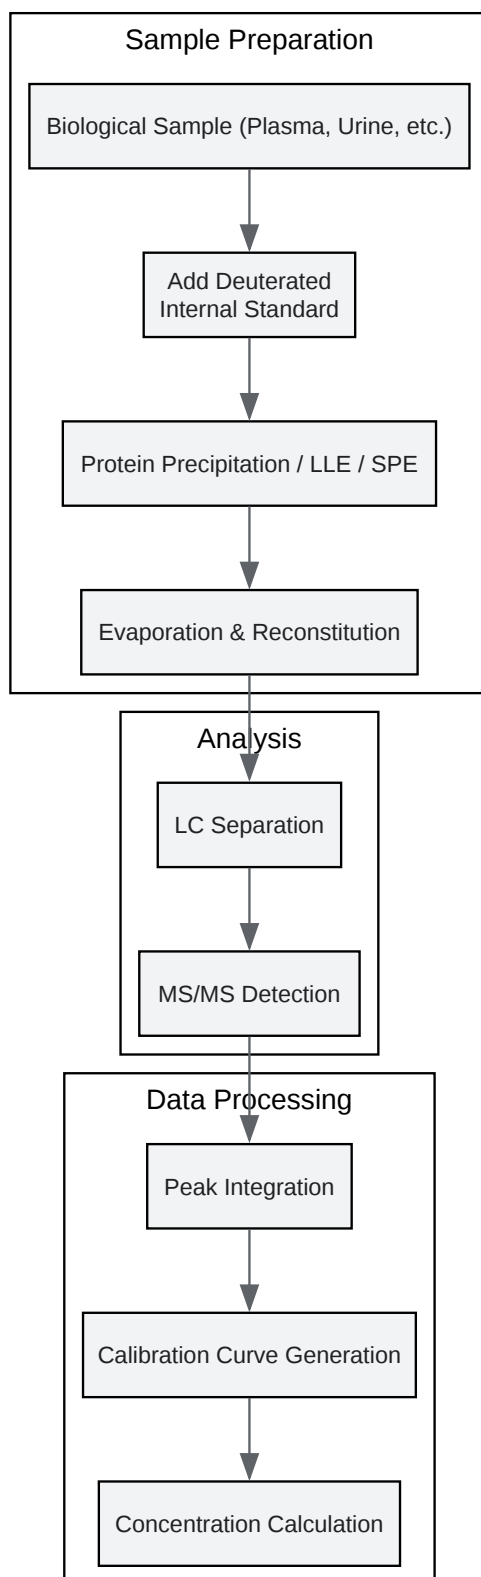 Sample Preparation
Biological Sample (Plasma, Urine, etc.)
Add Deuterated
Internal Standard
Protein Precipitation / LLE / SPE
Evaporation & Reconstitution
Analysis
LC Separation
MS/MS Detection
Data Processing
Peak Integration
Calibration Curve Generation
Concentration Calculation